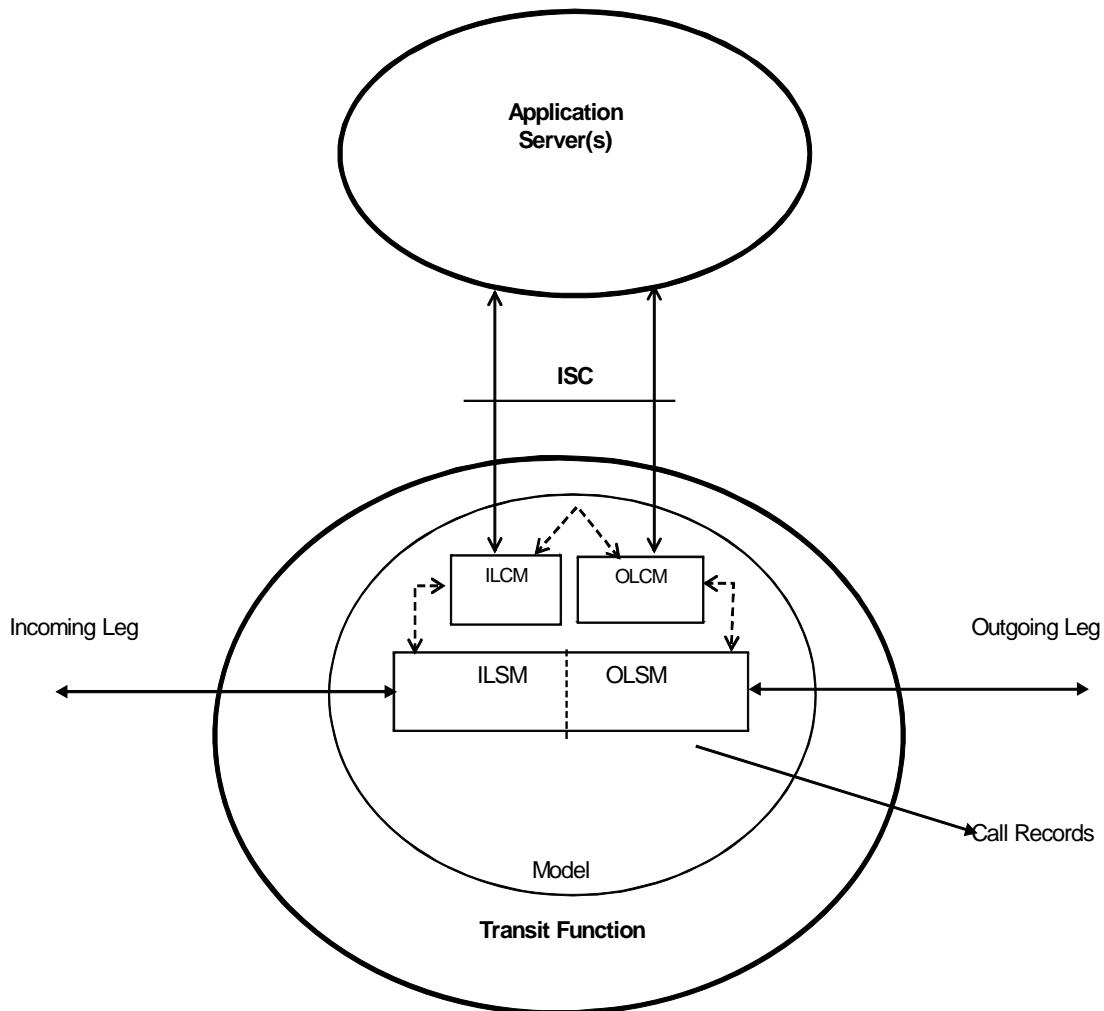 Application
Server(s)
ISC
ILCM
OLCM
Incoming Leg
Outgoing Leg
ILSM
OLSM
Call Records
Model
Transit Function